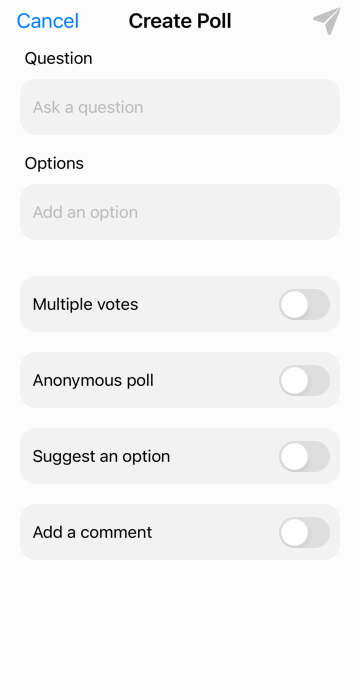 Cancel Create Poll
Question
Ask a question
Options
Add an option
Multiple votes
Anonymous poll
Suggest an option
Add a comment